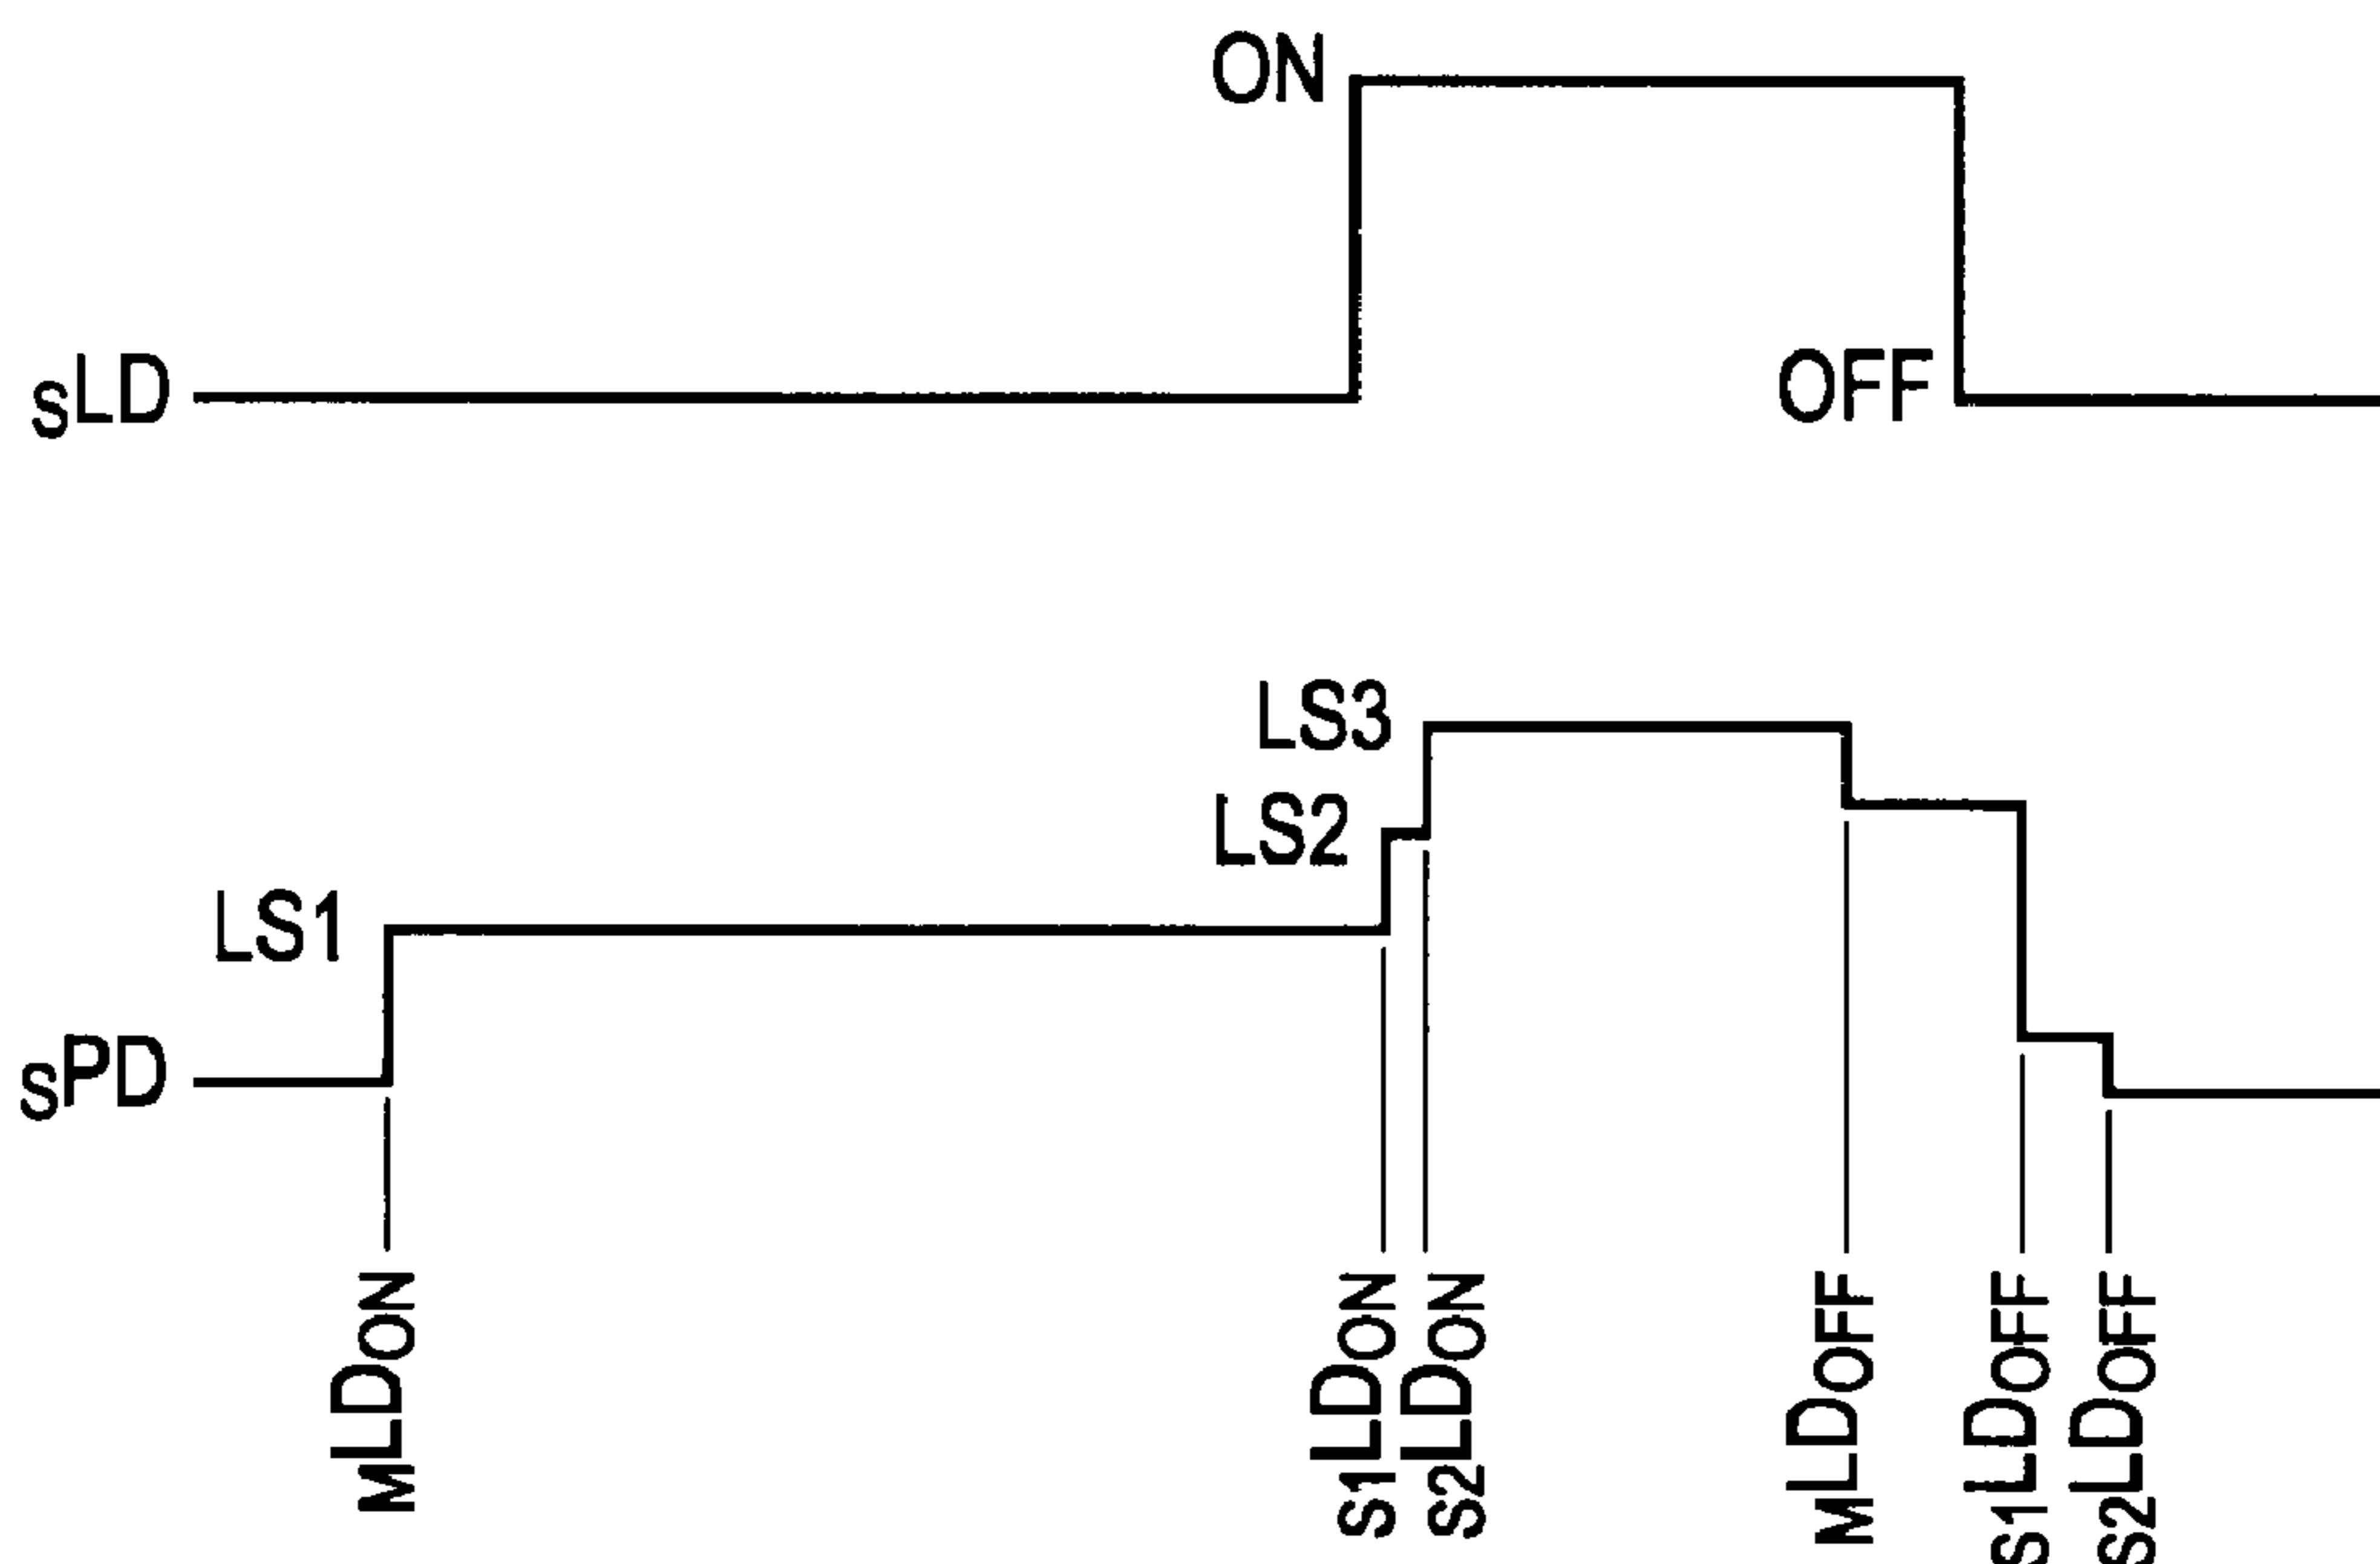 ON
sLD
OFF
LS3
LS2
LS1
sPD
MLDON
S1LDON
S2LDON
MLDOFF
S1LDOFF
S2LDOFF